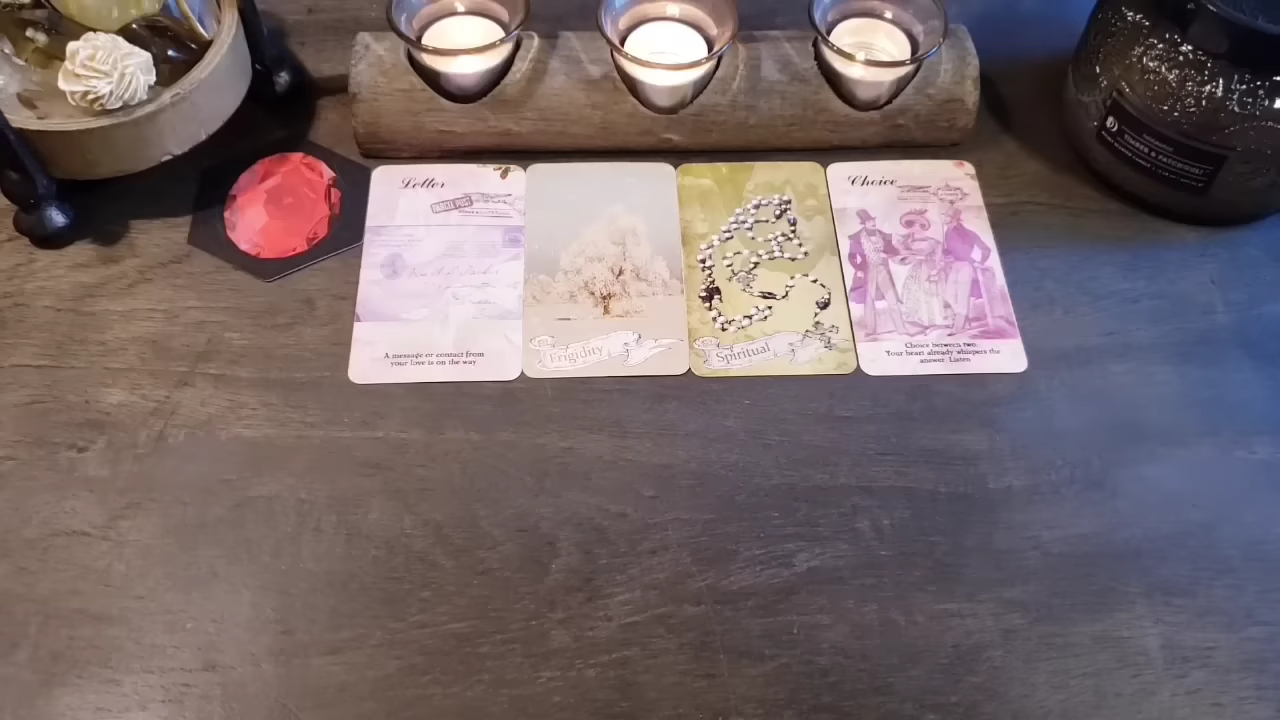 Letter
PARCEL POST
A message or contact from
your love is on the way
Frigidity
Spiritual
Choice
Choice between two.
Your heart already whispers the
answer. Listen
TIMBER & PATCHOULI